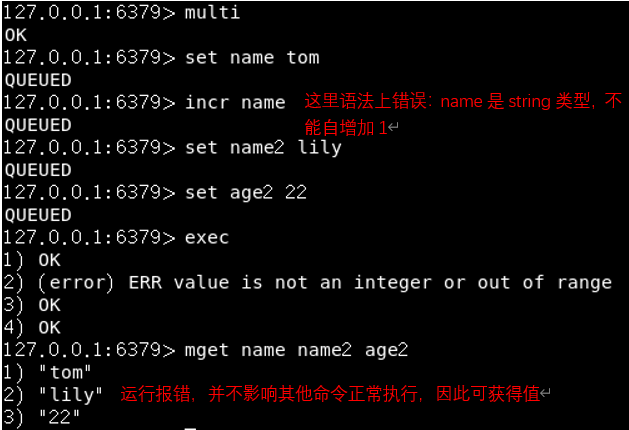 127.0.0.1:6379> multi
OK
127.0.0.1:6379> set name tom
QUEUED
127.0.0.1:6379> incr name 这里语法上错误：name 是 string 类型，不
能自增加 1↵
QUEUED
127.0.0.1:6379> set name2 lily
QUEUED
127.0.0.1:6379> set age2 22
QUEUED
127.0.0.1:6379> exec
1) OK
2) (error) ERR value is not an integer or out of range
3) OK
4) OK
127.0.0.1:6379> mget name name2 age2
1) "tom"
2) "lily" 运行报错，并不影响其他命令正常执行，因此可获得值↵
3) "22"